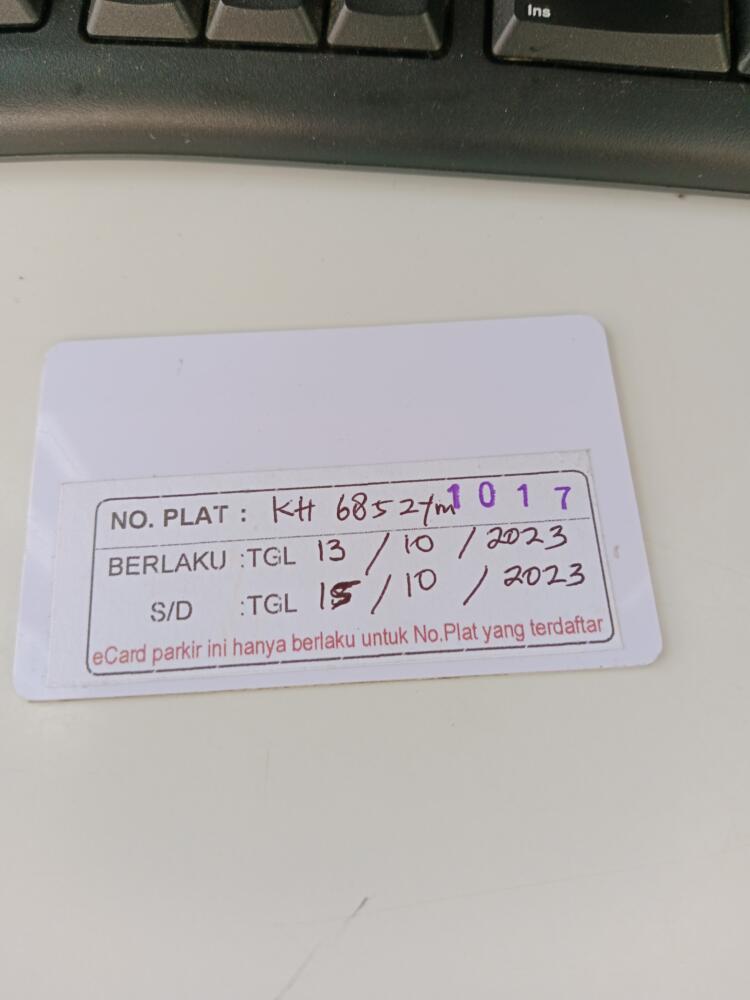 Ins
NO. PLAT : KH 6852 YM 1017
BERLAKU :TGL 13 / 10 / 2023
S/D :TGL 15 / 10 / 2023
eCard parkir ini hanya berlaku untuk No.Plat yang terdaftar